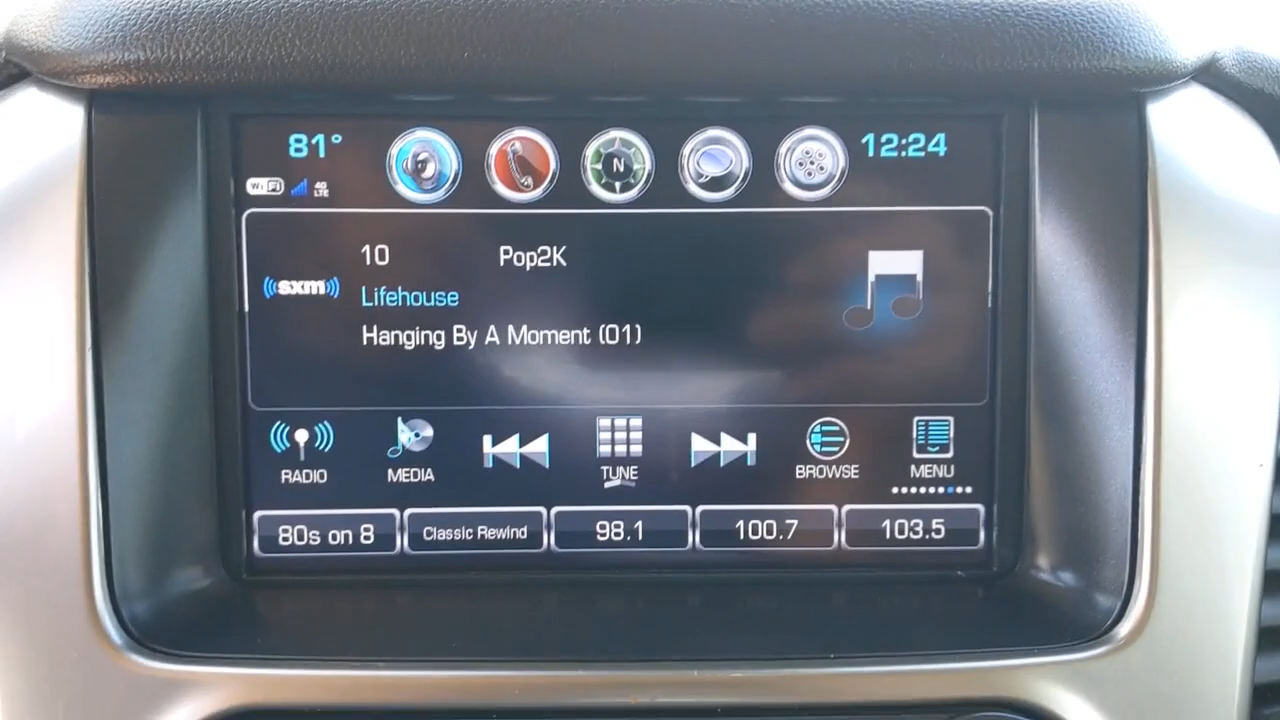 81°
12:24
WiFi
4G
LTE
N
10 Pop2K
((sxm))
Lifehouse
Hanging By A Moment (01)
RADIO MEDIA TUNE BROWSE MENU
80s on 8 Classic Rewind 98.1 100.7 103.5